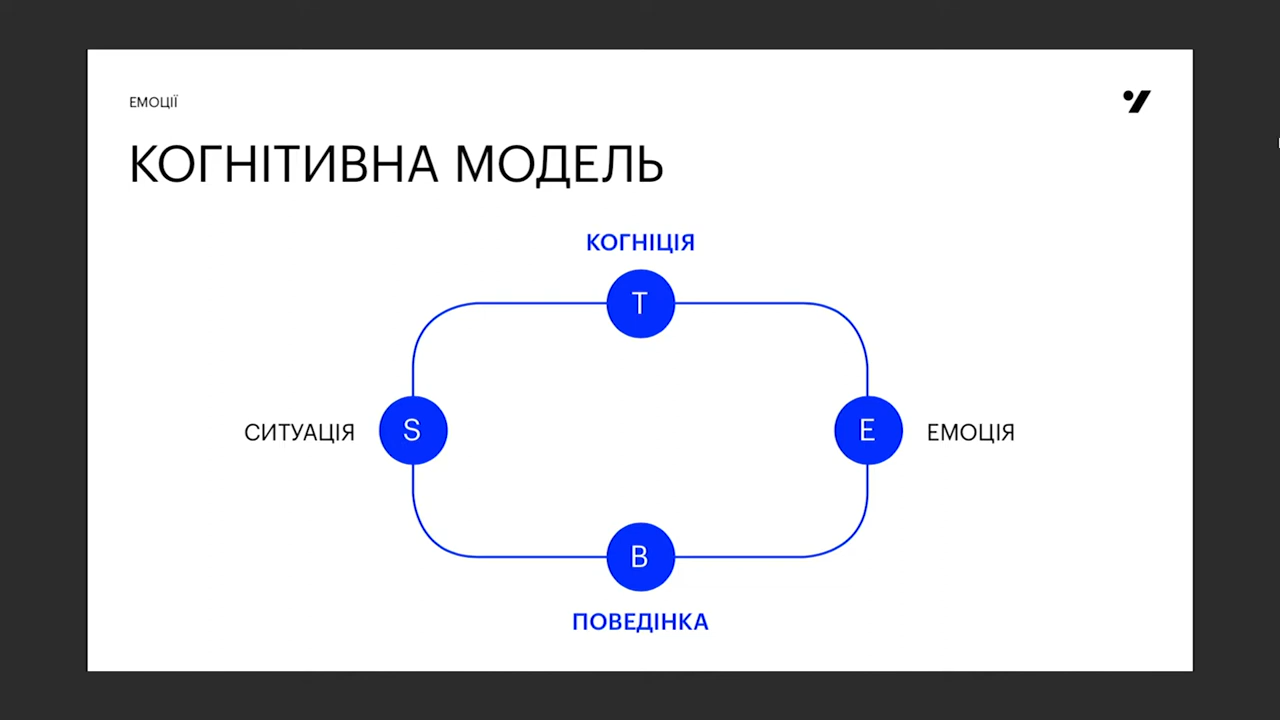 ЕМОЦІЇ
КОГНІТИВНА МОДЕЛЬ
КОГНІЦІЯ
T
СИТУАЦІЯ
S
E
ЕМОЦІЯ
B
ПОВЕДІНКА